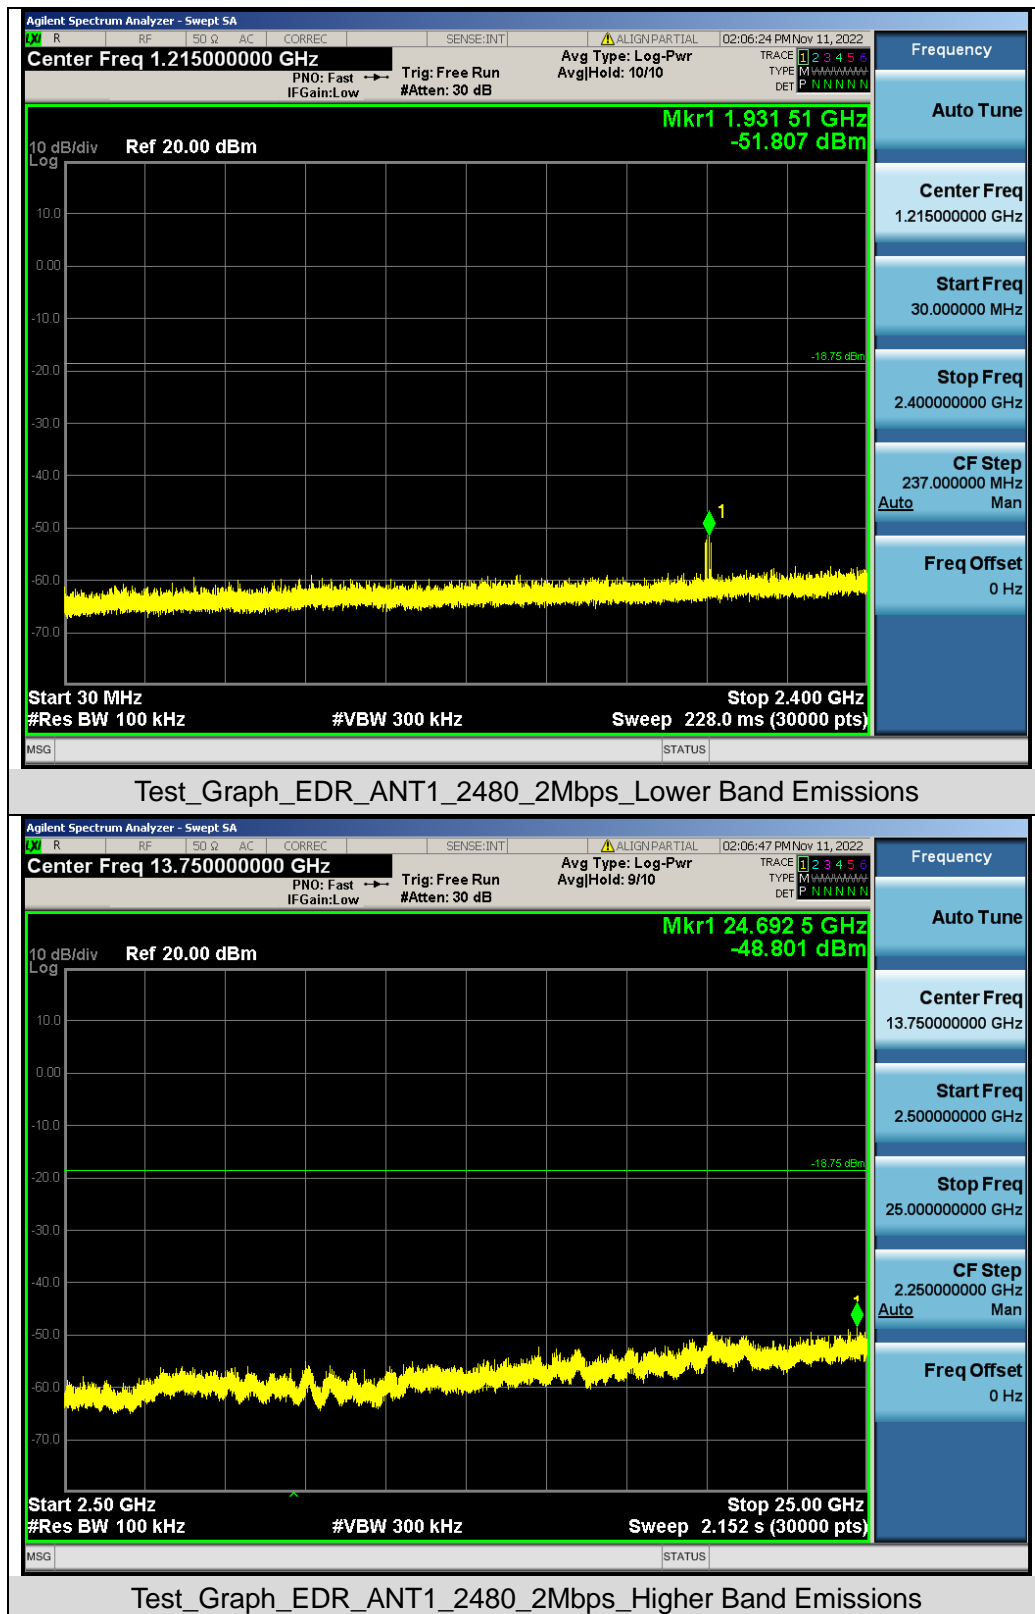 Agilent Spectrum Analyzer - Swept SA
LXI R RF 50 Ω AC CORREC SENSE:INT ALIGN PARTIAL 02:06:24 PM Nov 11, 2022
Center Freq 1.215000000 GHz
PNO: Fast
IFGain:Low
Trig: Free Run
#Atten: 30 dB
Avg Type: Log-Pwr
Avg|Hold: 10/10
TRACE 1 2 3 4 5 6
TYPE M
DET P N N N N N
Mkr1 1.931 51 GHz
-51.807 dBm
10 dB/div Ref 20.00 dBm
Log
10.0
0.00
-10.0
-18.75 dBm
-20.0
-30.0
-40.0
-50.0
1
-60.0
-70.0
Start 30 MHz Stop 2.400 GHz
#Res BW 100 kHz #VBW 300 kHz Sweep 228.0 ms (30000 pts)
MSG STATUS
Frequency
Auto Tune
Center Freq
1.215000000 GHz
Start Freq
30.000000 MHz
Stop Freq
2.400000000 GHz
CF Step
237.000000 MHz
Auto Man
Freq Offset
0 Hz
Test_Graph_EDR_ANT1_2480_2Mbps_Lower Band Emissions
Agilent Spectrum Analyzer - Swept SA
LXI R RF 50 Ω AC CORREC SENSE:INT ALIGN PARTIAL 02:06:47 PM Nov 11, 2022
Center Freq 13.750000000 GHz
PNO: Fast
IFGain:Low
Trig: Free Run
#Atten: 30 dB
Avg Type: Log-Pwr
Avg|Hold: 9/10
TRACE 1 2 3 4 5 6
TYPE M
DET P N N N N N
Mkr1 24.692 5 GHz
-48.801 dBm
10 dB/div Ref 20.00 dBm
Log
10.0
0.00
-10.0
-18.75 dBm
-20.0
-30.0
-40.0
1
-50.0
-60.0
-70.0
Start 2.50 GHz Stop 25.00 GHz
#Res BW 100 kHz #VBW 300 kHz Sweep 2.152 s (30000 pts)
MSG STATUS
Frequency
Auto Tune
Center Freq
13.750000000 GHz
Start Freq
2.500000000 GHz
Stop Freq
25.000000000 GHz
CF Step
2.250000000 GHz
Auto Man
Freq Offset
0 Hz
Test_Graph_EDR_ANT1_2480_2Mbps_Higher Band Emissions